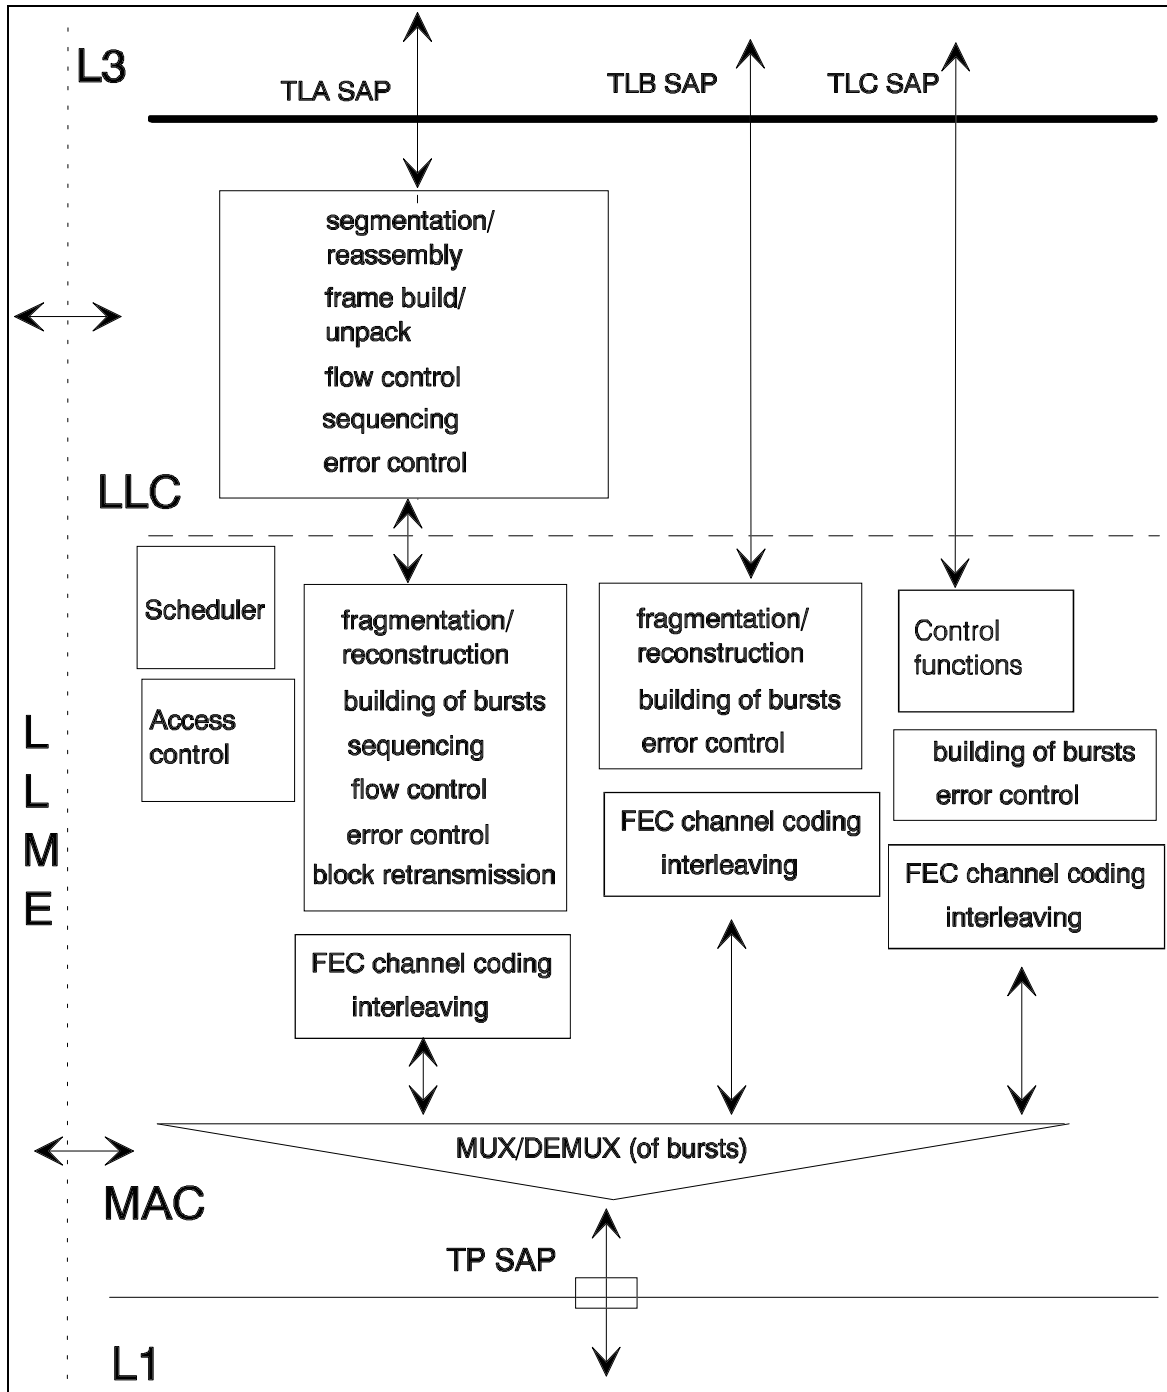 L3
TLA SAP
TLB SAP
TLC SAP
segmentation/
reassembly
frame build/
unpack
flow control
sequencing
error control
LLC
Scheduler
Access
control
fragmentation/
reconstruction
building of bursts
sequencing
flow control
error control
block retransmission
FEC channel coding
interleaving
fragmentation/
reconstruction
building of bursts
error control
FEC channel coding
interleaving
Control
functions
building of bursts
error control
FEC channel coding
interleaving
L
L
M
E
MUX/DEMUX (of bursts)
MAC
TP SAP
L1